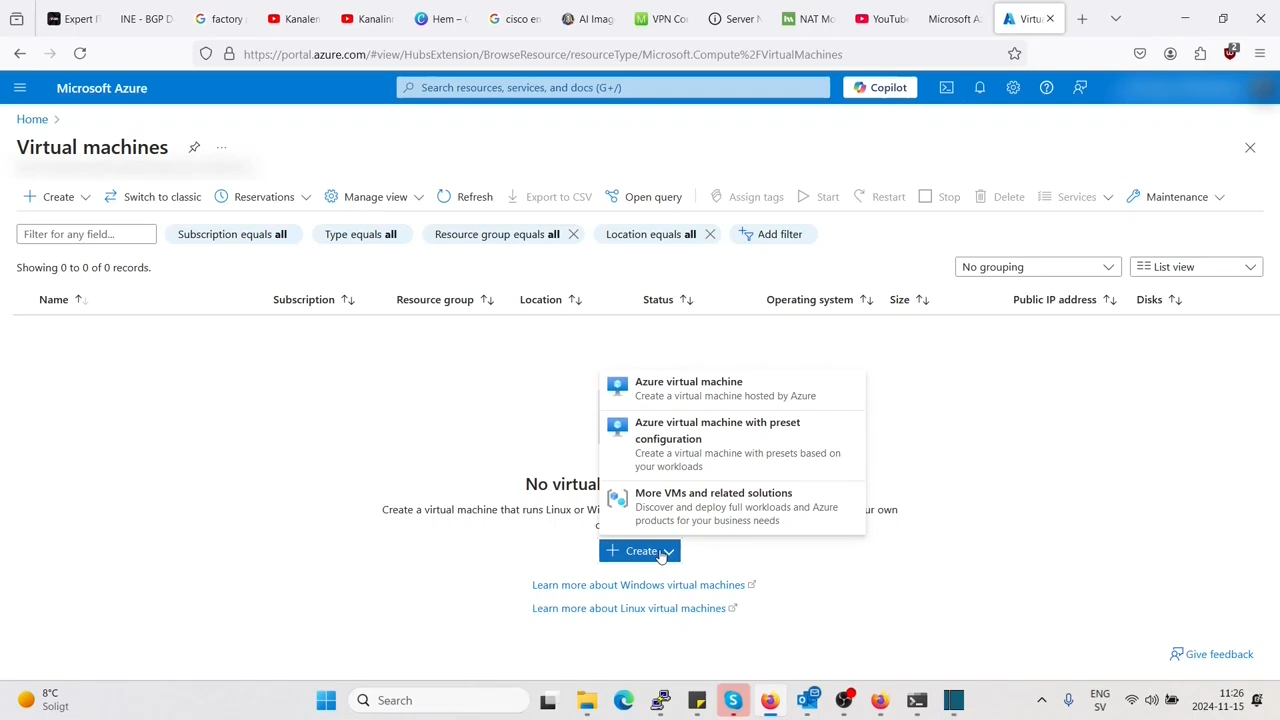 Expert F
INE - BGP D
factory
Kanalen
Kanalin
Hem –
cisco en
AI Imag
VPN Co
Server N
NAT Mo
YouTube
Microsoft A
Virtu
https://portal.azure.com/#view/HubsExtension/BrowseResource/resourceType/Microsoft.Compute%2FVirtualMachines
2
Microsoft Azure
Search resources, services, and docs (G+/)
Copilot
Home
Virtual machines
...
Create
Switch to classic
Reservations
Manage view
Refresh
Export to CSV
Open query
Assign tags
Start
Restart
Stop
Delete
Services
Maintenance
Filter for any field...
Subscription equals all
Type equals all
Resource group equals all
Location equals all
Add filter
Showing 0 to 0 of 0 records.
No grouping
List view
Name
Subscription
Resource group
Location
Status
Operating system
Size
Public IP address
Disks
Azure virtual machine
Create a virtual machine hosted by Azure
Azure virtual machine with preset
configuration
Create a virtual machine with presets based on
your workloads
More VMs and related solutions
Discover and deploy full workloads and Azure
products for your business needs
No virtual
Create a virtual machine that runs Linux or Wi
ur own
Create
Learn more about Windows virtual machines
Learn more about Linux virtual machines
Give feedback
8°C
Soligt
Search
ENG
SV
11:26
2024-11-15